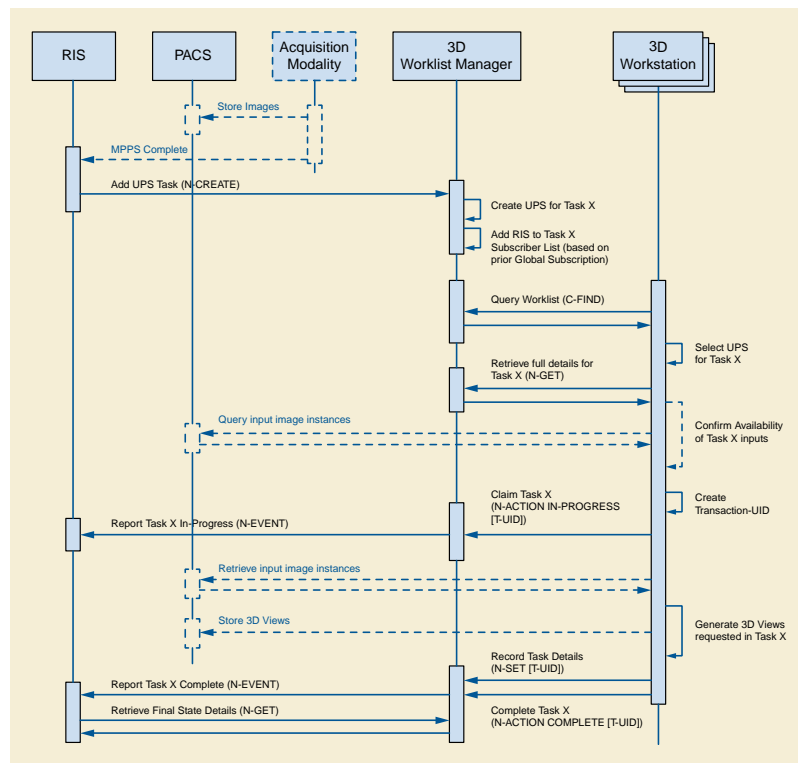 RIS
PACS
Acquisition
Modality
3D
Worklist Manager
3D
Workstation
Store Images
MPPS Complete
Add UPS Task (N-CREATE)
Create UPS for Task X
Add RIS to Task X
Subscriber List (based on
prior Global Subscription)
Query Worklist (C-FIND)
Select UPS
for Task X
Retrieve full details for
Task X (N-GET)
Query input image instances
Confirm Availability
of Task X inputs
Claim Task X
(N-ACTION IN-PROGRESS
[T-UID])
Create
Transaction-UID
Report Task X In-Progress (N-EVENT)
Retrieve input image instances
Store 3D Views
Generate 3D Views
requested in Task X
Record Task Details
(N-SET [T-UID])
Report Task X Complete (N-EVENT)
Retrieve Final State Details (N-GET)
Complete Task X
(N-ACTION COMPLETE [T-UID])